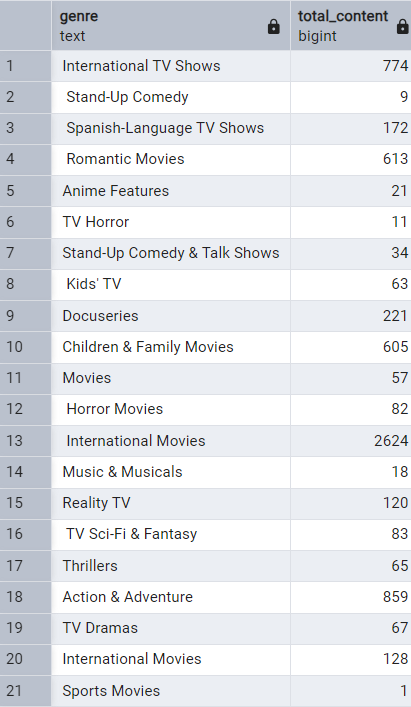 genre total_content
text bigint
1 International TV Shows 774
2 Stand-Up Comedy 9
3 Spanish-Language TV Shows 172
4 Romantic Movies 613
5 Anime Features 21
6 TV Horror 11
7 Stand-Up Comedy & Talk Shows 34
8 Kids' TV 63
9 Docuseries 221
10 Children & Family Movies 605
11 Movies 57
12 Horror Movies 82
13 International Movies 2624
14 Music & Musicals 18
15 Reality TV 120
16 TV Sci-Fi & Fantasy 83
17 Thrillers 65
18 Action & Adventure 859
19 TV Dramas 67
20 International Movies 128
21 Sports Movies 1